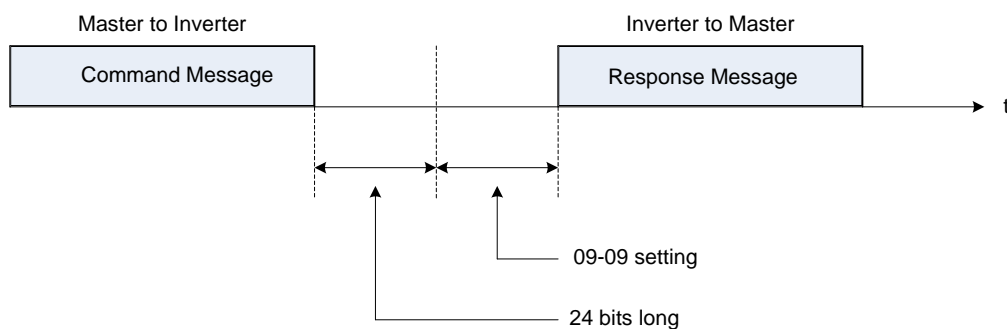 Master to Inverter
Inverter to Master
Command Message
Response Message
t
09-09 setting
24 bits long